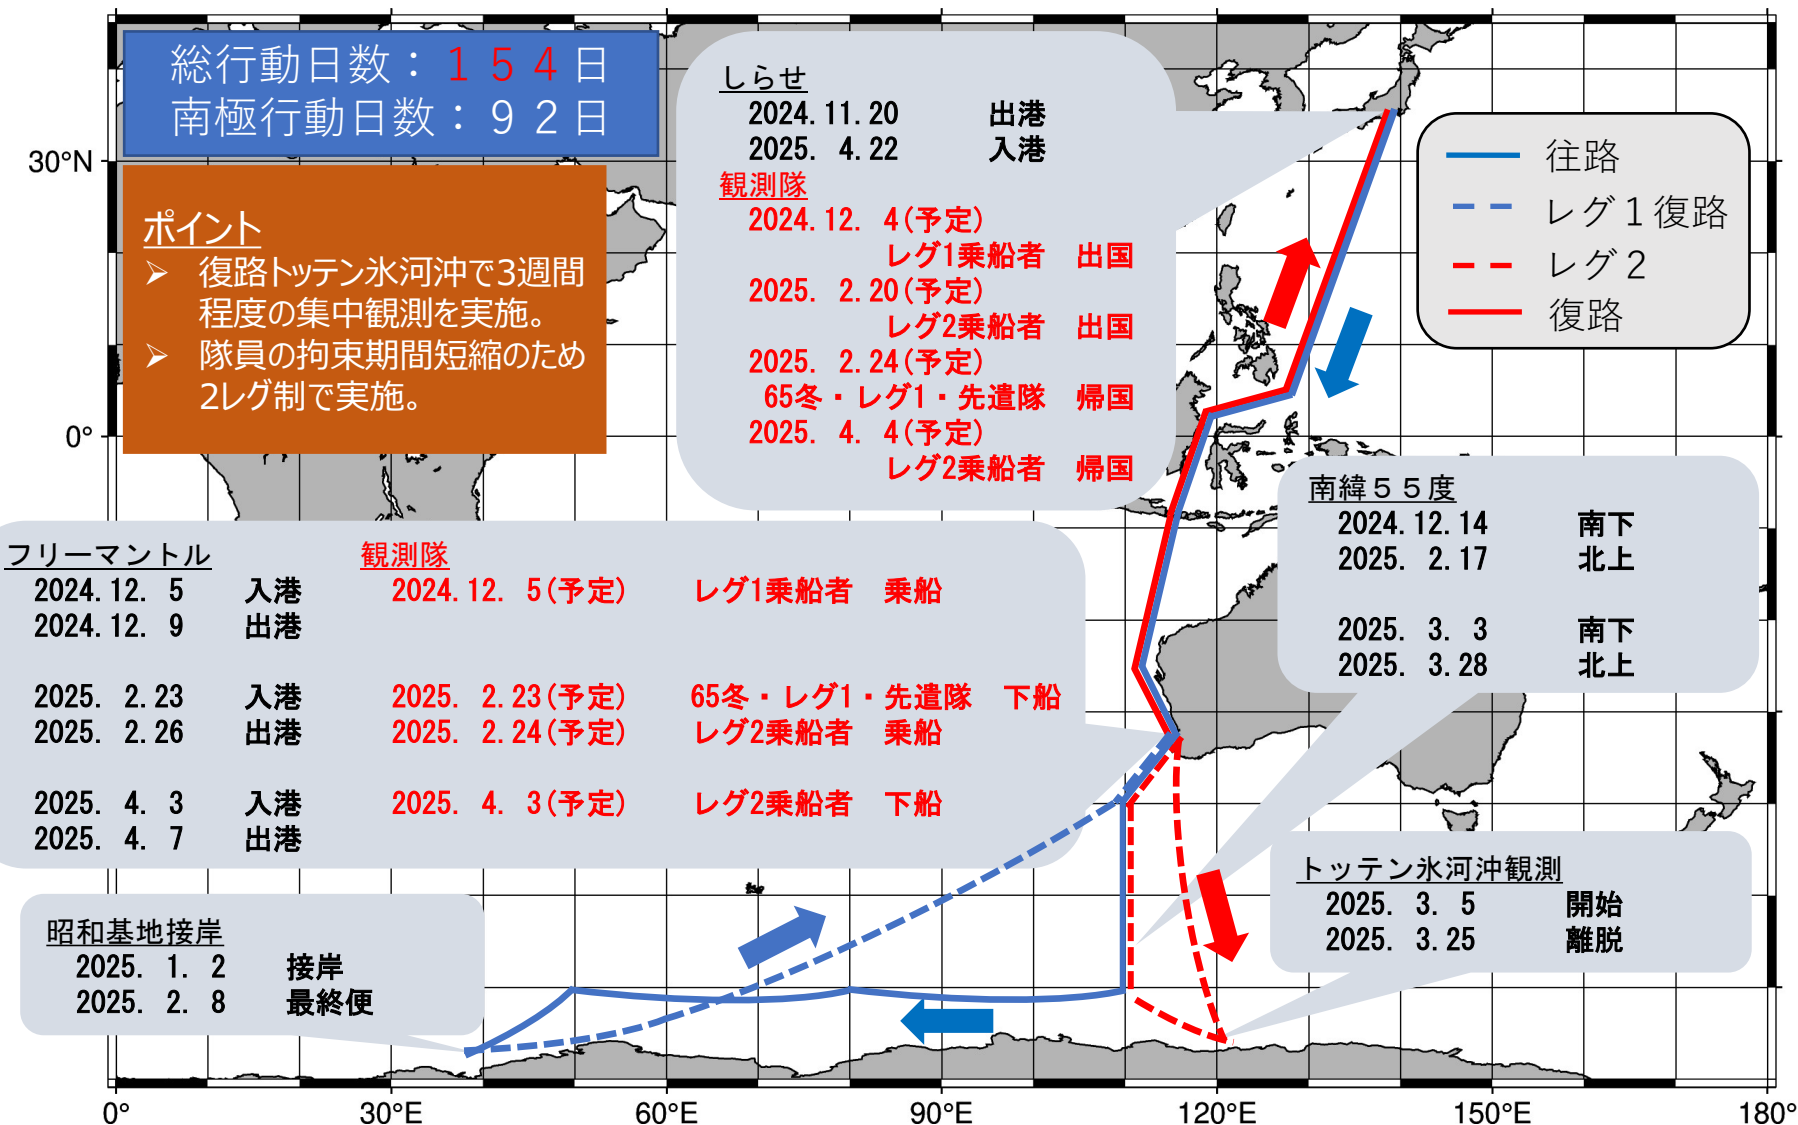 総行動日数：１５４日
南極行動日数：９２日
ポイント
➢ 復路トッテン氷河沖で3週間
程度の集中観測を実施。
➢ 隊員の拘束期間短縮のため
2レグ制で実施。
しらせ
2024.11.20 出港
2025. 4.22 入港
観測隊
2024.12. 4(予定)
レグ1乗船者 出国
2025. 2.20(予定)
レグ2乗船者 出国
2025. 2.24(予定)
65冬・レグ1・先遣隊 帰国
2025. 4. 4(予定)
レグ2乗船者 帰国
往路
レグ１復路
レグ２
復路
南緯５５度
2024.12.14 南下
2025. 2.17 北上
2025. 3. 3 南下
2025. 3.28 北上
フリーマントル 観測隊
2024.12. 5 入港 2024.12. 5(予定) レグ1乗船者 乗船
2024.12. 9 出港
2025. 2.23 入港 2025. 2.23(予定) 65冬・レグ1・先遣隊 下船
2025. 2.26 出港 2025. 2.24(予定) レグ2乗船者 乗船
2025. 4. 3 入港 2025. 4. 3(予定) レグ2乗船者 下船
2025. 4. 7 出港
トッテン氷河沖観測
2025. 3. 5 開始
2025. 3.25 離脱
昭和基地接岸
2025. 1. 2 接岸
2025. 2. 8 最終便
30°N
0°
0° 30°E 60°E 90°E 120°E 150°E 180°